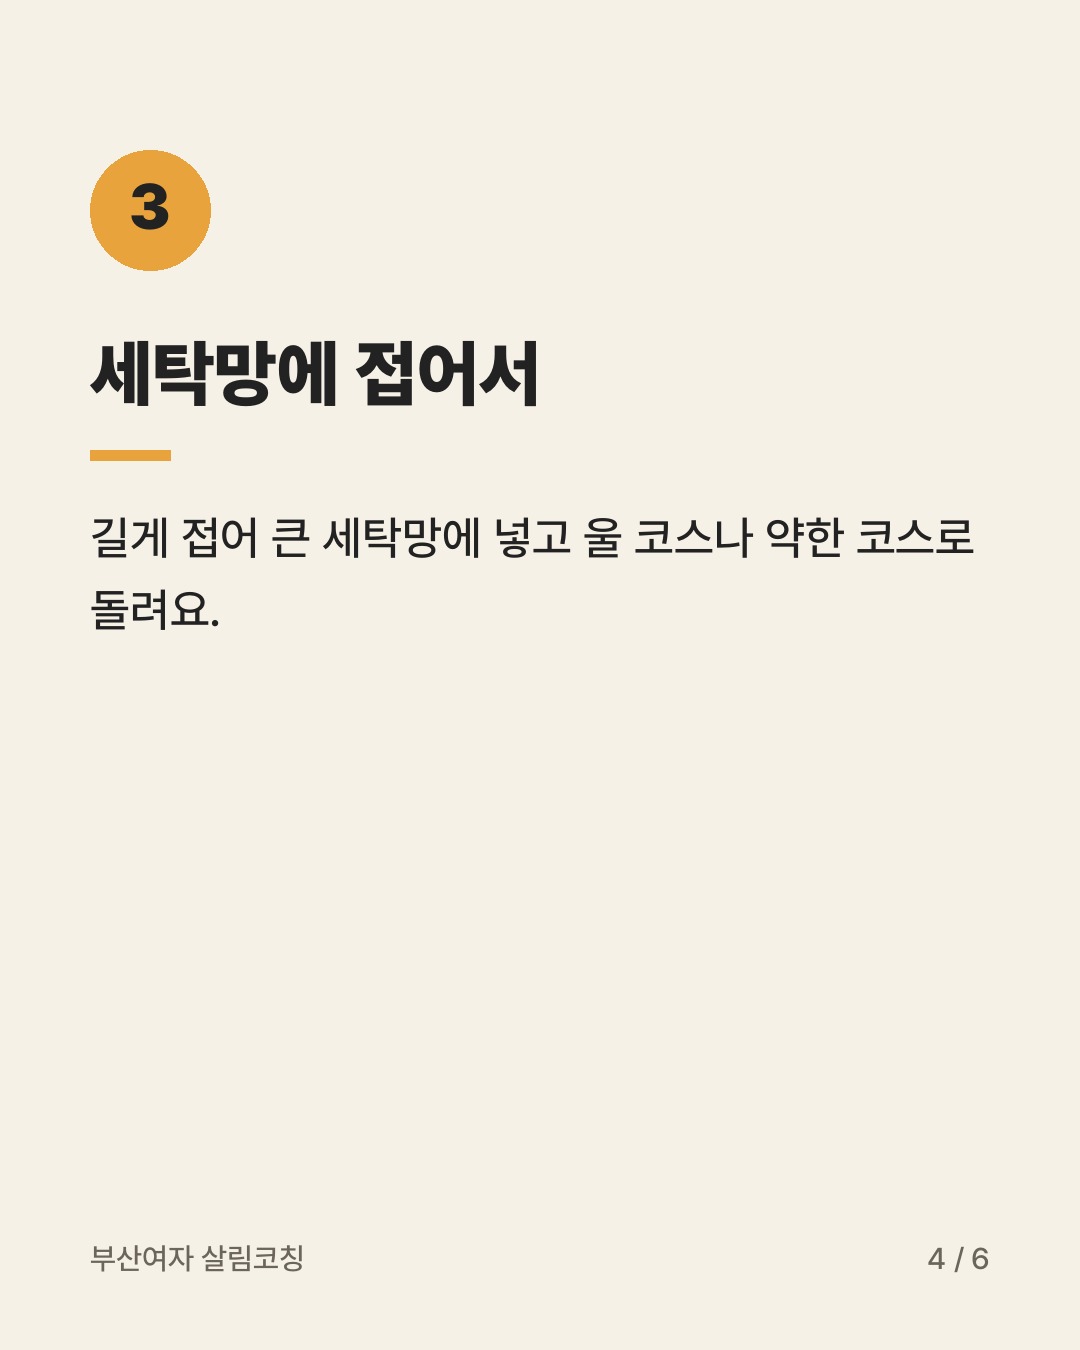 3
세탁망에 접어서
길게 접어 큰 세탁망에 넣고 울 코스나 약한 코스로
돌려요.
부산여자 살림코칭
4 / 6